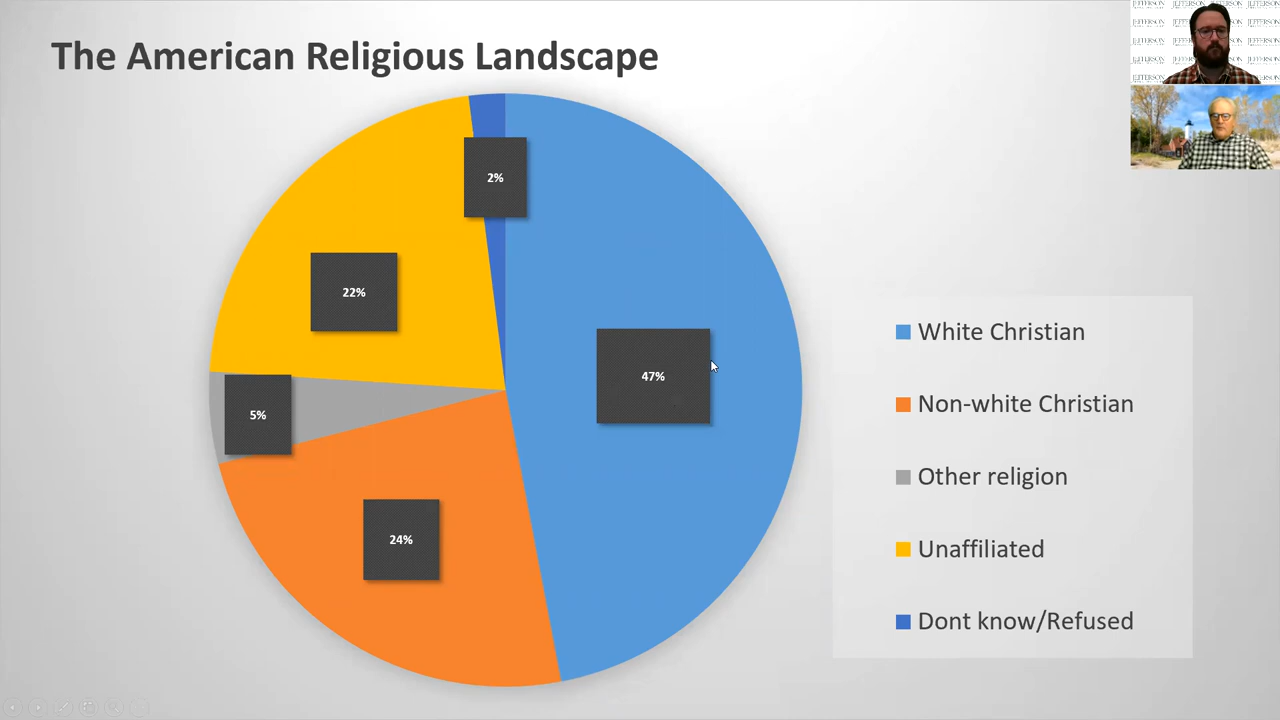 The American Religious Landscape
2%
22%
47%
5%
24%
White Christian
Non-white Christian
Other religion
Unaffiliated
Dont know/Refused
JEFFERSON